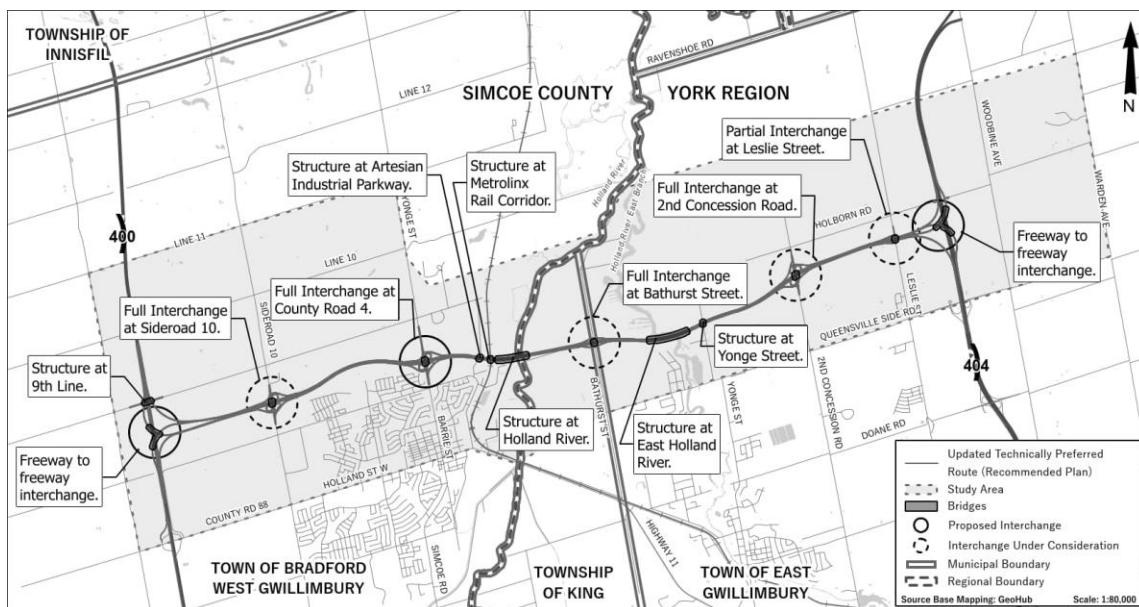 TOWNSHIP OF
INNISFIL
LINE 12
SIMCOE COUNTY
YORK REGION
RAVENSHOE RD
WOODBINE AVE
N
Partial Interchange
at Leslie Street.
Structure at Artesian
Industrial Parkway.
Structure at
Metrolinx
Rail Corridor.
Holland River
Holland River East Branch
Full Interchange at
2nd Concession Road.
YONGE ST
HOLBORN RD
WARDEN AVE
400
LINE 11
LINE 10
Freeway to
freeway
interchange.
Full Interchange
at Sideroad 10.
SIDEROAD 10
Full Interchange at
County Road 4.
Full Interchange
at Bathurst Street.
LESLIE ST
QUEENSVILLE SIDE RD
Structure at
Yonge Street.
404
Structure at
9th Line.
BATHURST ST
YONGE ST
2ND CONCESSION RD
DOANE RD
BARRIE ST
Structure at
Holland River.
Structure at
East Holland
River.
Freeway to
freeway
interchange.
HOLLAND ST W
COUNTY RD 88
HIGHWAY 11
SIMCOE RD
TOWN OF BRADFORD
WEST GWILLIMBURY
TOWNSHIP
OF KING
TOWN OF EAST
GWILLIMBURY
LEGEND
Updated Technically Preferred
Route (Recommended Plan)
Study Area
Bridges
Proposed Interchange
Interchange Under Consideration
Municipal Boundary
Regional Boundary
Source Base Mapping: GeoHub
Scale: 1:80,000